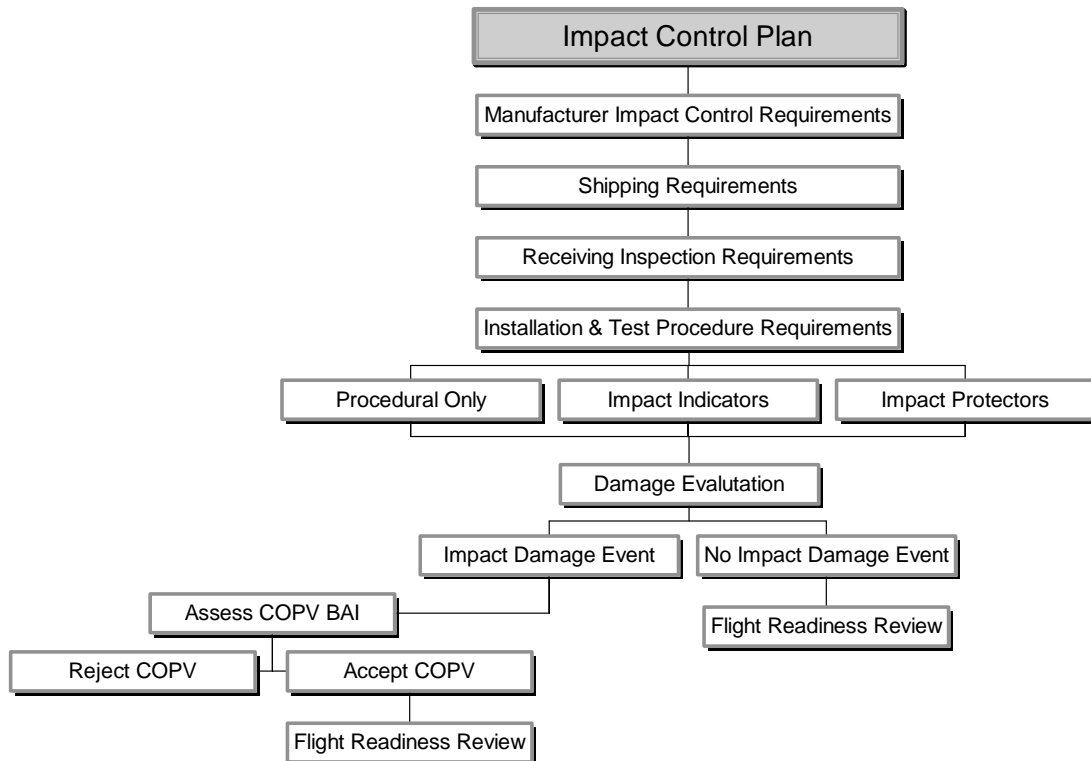 Impact Control Plan
Manufacturer Impact Control Requirements
Shipping Requirements
Receiving Inspection Requirements
Installation & Test Procedure Requirements
Procedural Only
Impact Indicators
Impact Protectors
Damage Evalutation
Impact Damage Event
No Impact Damage Event
Assess COPV BAI
Flight Readiness Review
Reject COPV
Accept COPV
Flight Readiness Review